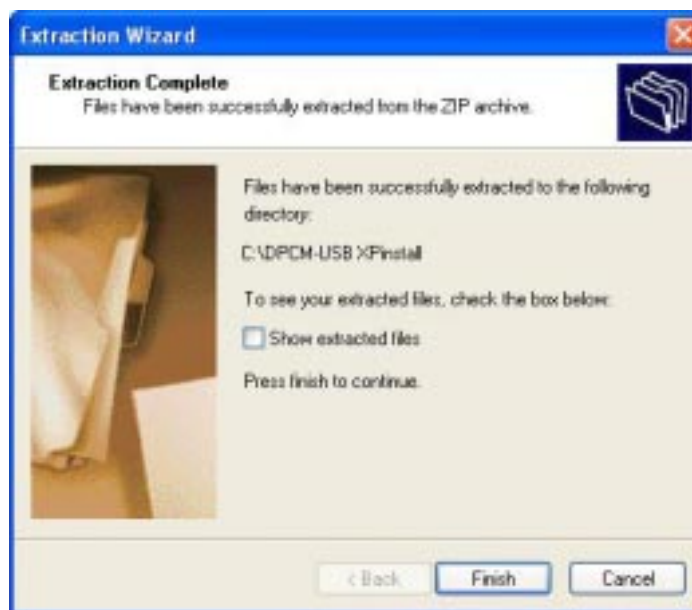 Extraction Wizard
Extraction Complete
Files have been successfully extracted from the ZIP archive.
Files have been successfully extracted to the following
directory:
C:\DPCM-USB XPinstall
To see your extracted files, check the box below:
Show extracted files
Press finish to continue.
< Back
Finish
Cancel